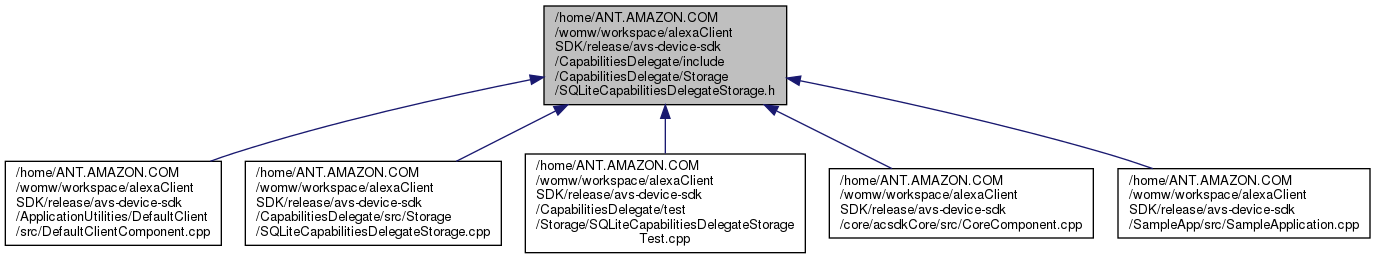 /home/ANT.AMAZON.COM
/womw/workspace/alexaClient
SDK/release/avs-device-sdk
/CapabilitiesDelegate/include
/CapabilitiesDelegate/Storage
/SQLiteCapabilitiesDelegateStorage.h
/home/ANT.AMAZON.COM
/womw/workspace/alexaClient
SDK/release/avs-device-sdk
/ApplicationUtilities/DefaultClient
/src/DefaultClientComponent.cpp
/home/ANT.AMAZON.COM
/womw/workspace/alexaClient
SDK/release/avs-device-sdk
/CapabilitiesDelegate/src/Storage
/SQLiteCapabilitiesDelegateStorage.cpp
/home/ANT.AMAZON.COM
/womw/workspace/alexaClient
SDK/release/avs-device-sdk
/CapabilitiesDelegate/test
/Storage/SQLiteCapabilitiesDelegateStorage
Test.cpp
/home/ANT.AMAZON.COM
/womw/workspace/alexaClient
SDK/release/avs-device-sdk
/core/acsdkCore/src/CoreComponent.cpp
/home/ANT.AMAZON.COM
/womw/workspace/alexaClient
SDK/release/avs-device-sdk
/SampleApp/src/SampleApplication.cpp